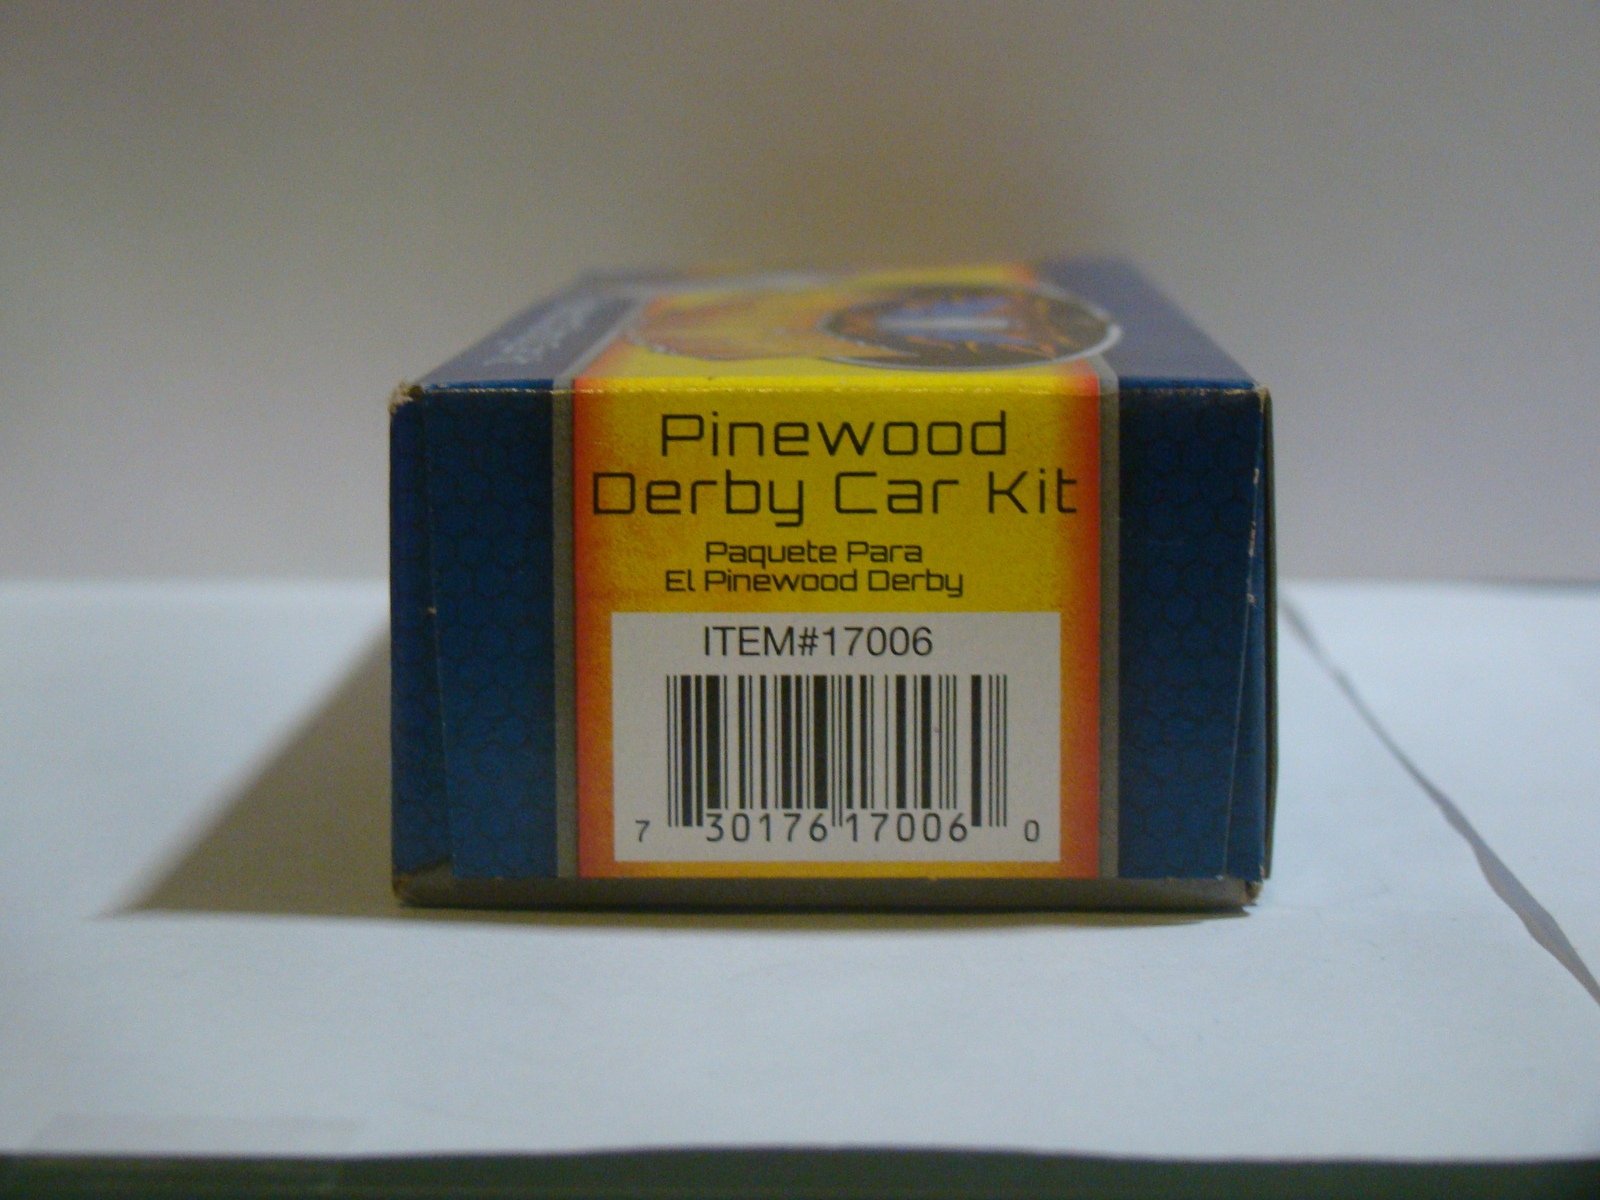 Pinewood
Derby Car Kit
Paquete Para
El Pinewood Derby
ITEM#17006
7 30176 17006 0